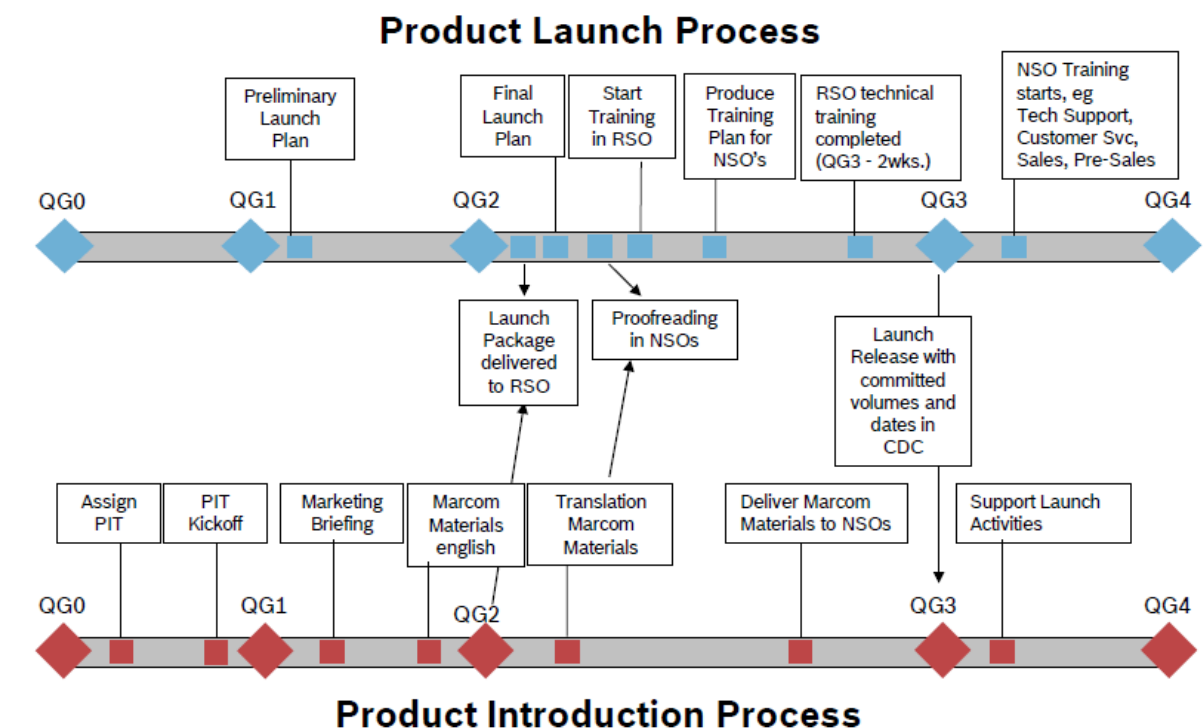 Product Launch Process
Preliminary
Launch
Plan
Final
Launch
Plan
Start
Training
in RSO
Produce
Training
Plan for
NSO's
RSO technical
training
completed
(QG3 - 2wks.)
NSO Training
starts, eg
Tech Support,
Customer Svc,
Sales, Pre-Sales
QG0
QG1
QG2
QG3
QG4
Launch
Package
delivered
to RSO
Proofreading
in NSOs
Launch
Release with
committed
volumes and
dates in
CDC
Assign
PIT
PIT
Kickoff
Marketing
Briefing
Marcom
Materials
english
Translation
Marcom
Materials
Deliver Marcom
Materials to NSOs
Support Launch
Activities
QG0
QG1
QG2
QG3
QG4
Product Introduction Process